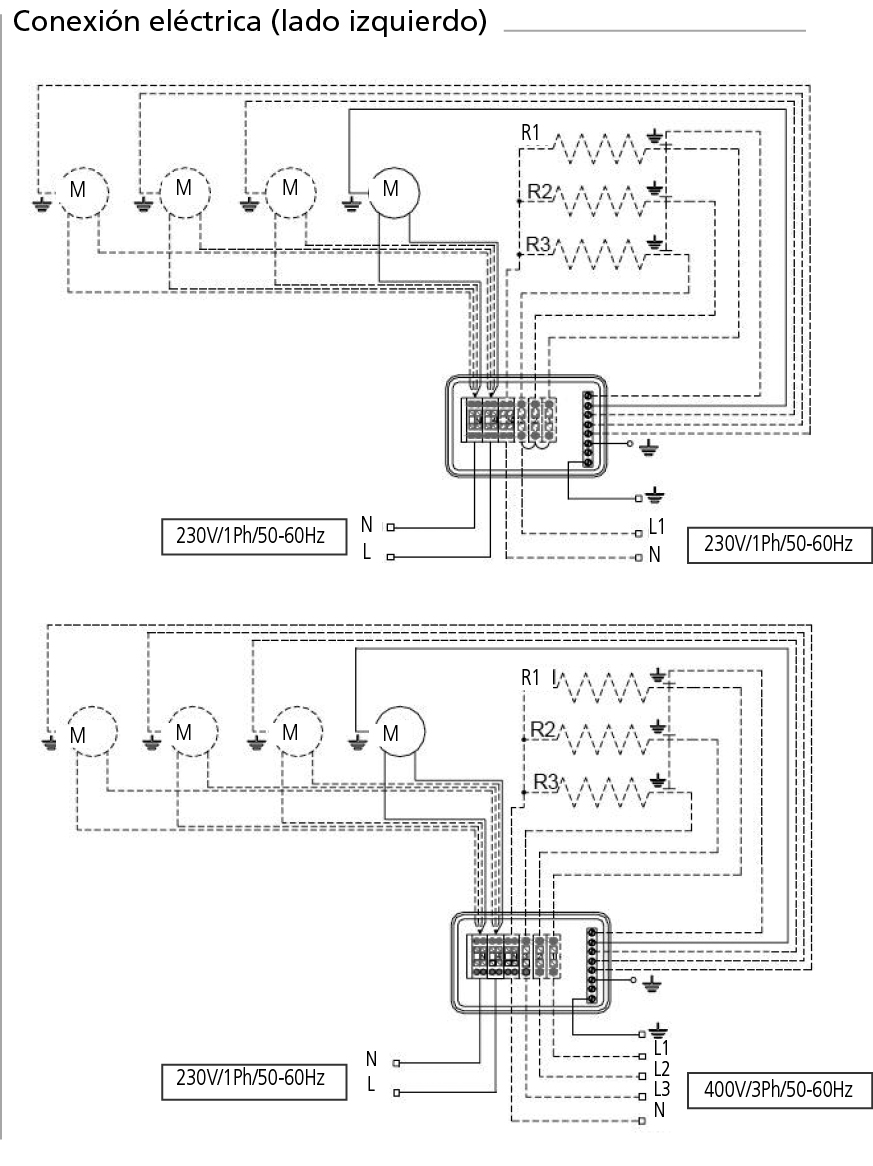 Conexión eléctrica (lado izquierdo)
R1
M M M M
R2
R3
N
L
230V/1Ph/50-60Hz
L1
N
230V/1Ph/50-60Hz
R1
R2
M M M M
R3
N
L
230V/1Ph/50-60Hz
L1
L2
L3
N
400V/3Ph/50-60Hz